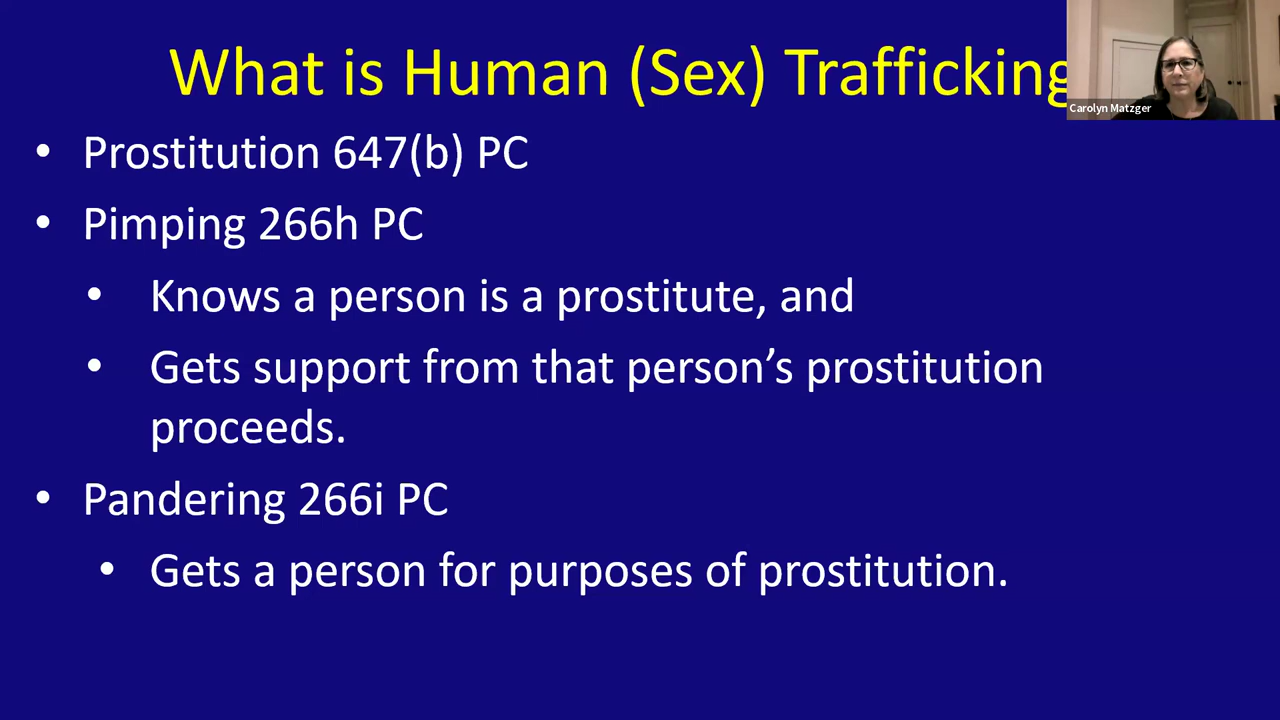 What is Human (Sex) Trafficking
Carolyn Matzger
• Prostitution 647(b) PC
• Pimping 266h PC
• Knows a person is a prostitute, and
• Gets support from that person’s prostitution
proceeds.
• Pandering 266i PC
• Gets a person for purposes of prostitution.